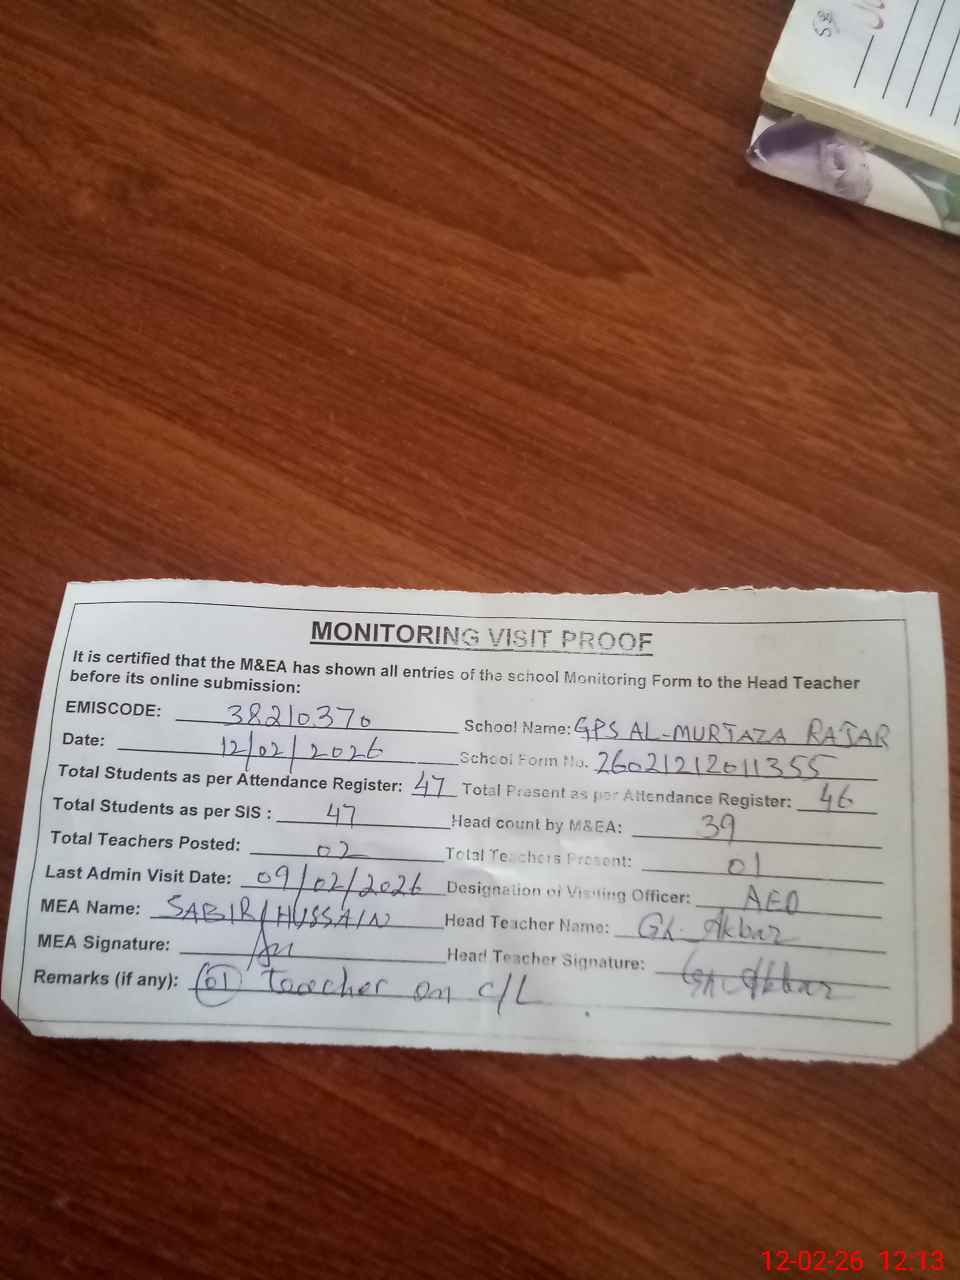 58
MONITORING VISIT PROOF
It is certified that the M&EA has shown all entries of the school Monitoring Form to the Head Teacher
before its online submission:
EMISCODE: 38210370 School Name: GPS AL-MURTAZA RAJAR
Date: 12/02/2026 School Form No. 26021212011355
Total Students as per Attendance Register: 47 Total Present as per Attendance Register: 46
Total Students as per SIS : 47 Head count by M&EA: 39
Total Teachers Posted: 02 Total Teachers Present: 01
Last Admin Visit Date: 09/02/2026 Designation of Visiting Officer: AEO
MEA Name: SABIR HUSSAIN Head Teacher Name: Gh. Akbar
MEA Signature: Head Teacher Signature: Gh. Akbar
Remarks (if any): 01 teacher on c/L
12-02-26 12:13